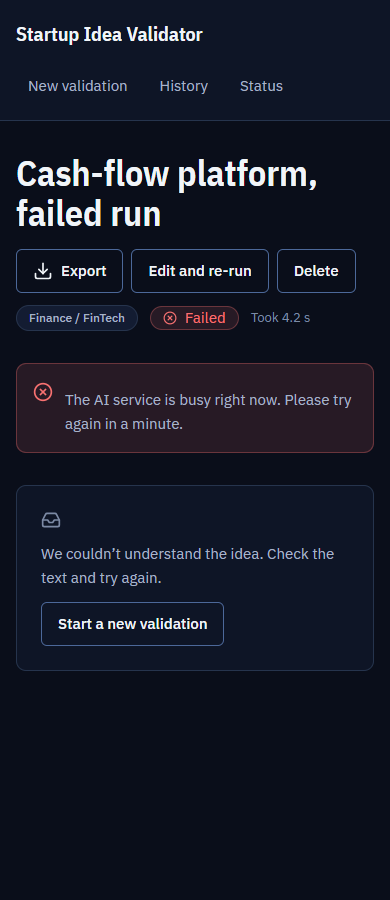 Startup Idea Validator
New validation
History
Status
Cash-flow platform,
failed run
Export
Edit and re-run
Delete
Finance / FinTech
Failed
Took 4.2 s
The AI service is busy right now. Please try
again in a minute.
We couldn’t understand the idea. Check the
text and try again.
Start a new validation